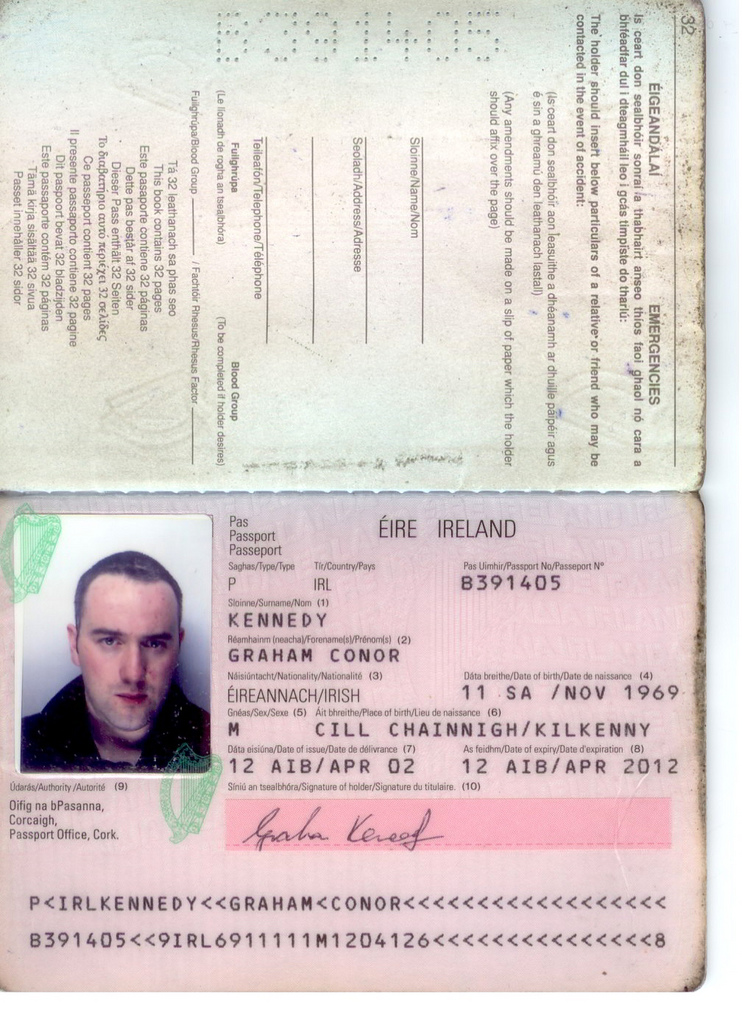 32
ÉIGEANDÁLAÍ EMERGENCIES
Is ceart don sealbhóir sonraí a thabhairt anseo thíos faoi ghaol nó cara a
bhféadfar dul i dteagmháil leo i gcás timpiste do tharlú:
The holder should insert below particulars of a relative or friend who may be
contacted in the event of accident:
(Is ceart don sealbhóir aon leasuithe a dhéanamh ar dhuille páipéir agus
é sin a ghreamú den leathanach lastall)
(Any amendments should be made on a slip of paper which the holder
should affix over the page)
Sloinne/Name/Nom
Seoladh/Address/Adresse
Teileafón/Telephone/Téléphone
Fuilghrúpa Blood Group
(Le líonadh de rogha an tsealbhóra) (To be completed if holder desires)
Fuilghrúpa/Blood Group / Fachtóir Rhesus/Rhesus Factor
Tá 32 leathanach sa phas seo
This book contains 32 pages
Este pasaporte contiene 32 páginas
Dette pas består af 32 sider
Dieser Pass enthält 32 Seiten
Το διαβατήριο αυτό περιέχει 32 σελίδες
Ce passeport contient 32 pages
Il presente passaporto contiene 32 pagine
Dit paspoort bevat 32 bladzijden
Este passaporte contém 32 páginas
Tämä kirja sisältää 32 sivua
Passet innehåller 32 sidor
B391405
Pas
Passport
Passeport
ÉIRE IRELAND
Saghas/Type/Type Tír/Country/Pays Pas Uimhir/Passport No/Passeport N°
P IRL B391405
Sloinne/Surname/Nom (1)
KENNEDY
Réamhainm (neacha)/Forename(s)/Prénom(s) (2)
GRAHAM CONOR
Náisiúntacht/Nationality/Nationalité (3) Dáta breithe/Date of birth/Date de naissance (4)
ÉIREANNACH/IRISH 11 SA /NOV 1969
Gnéas/Sex/Sexe (5) Áit bhreithe/Place of birth/Lieu de naissance (6)
M CILL CHAINNIGH/KILKENNY
Dáta eisiúna/Date of issue/Date de délivrance (7) As feidhm/Date of expiry/Date d'expiration (8)
12 AIB/APR 02 12 AIB/APR 2012
Údarás/Authority/Autorité (9) Síniú an tsealbhóra/Signature of holder/Signature du titulaire. (10)
Oifig na bPasanna,
Corcaigh,
Passport Office, Cork.
Graham Kennedy
P<IRLKENNEDY<<GRAHAM<CONOR<<<<<<<<<<<<<<<<<<
B391405<<9IRL6911111M1204126<<<<<<<<<<<<<<<8